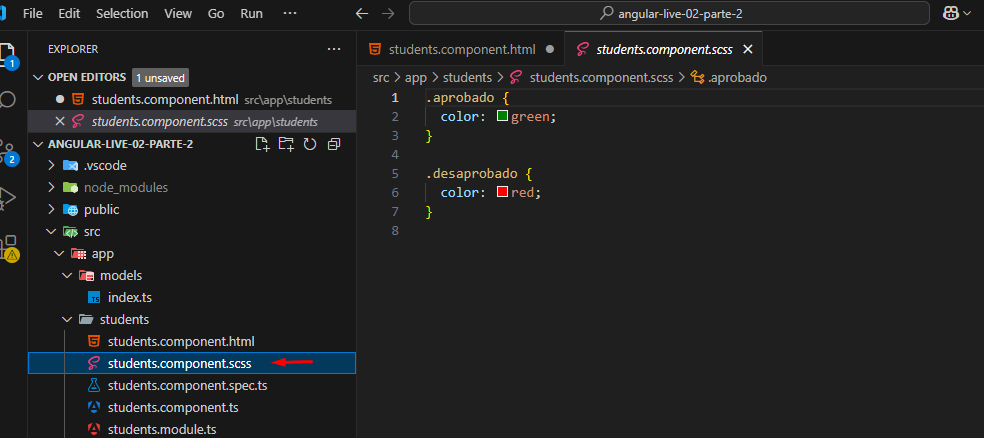 File Edit Selection View Go Run ··· angular-live-02-parte-2
EXPLORER ···
OPEN EDITORS 1 unsaved
students.component.html src\app\students
students.component.scss src\app\students
ANGULAR-LIVE-02-PARTE-2
.vscode
node_modules
public
src
app
models
TS index.ts
students
students.component.html
students.component.scss
students.component.spec.ts
students.component.ts
students.module.ts
1
2
students.component.html students.component.scss
src > app > students > students.component.scss > .aprobado
1 .aprobado {
2 color: green;
3 }
4
5 .desaprobado {
6 color: red;
7 }
8